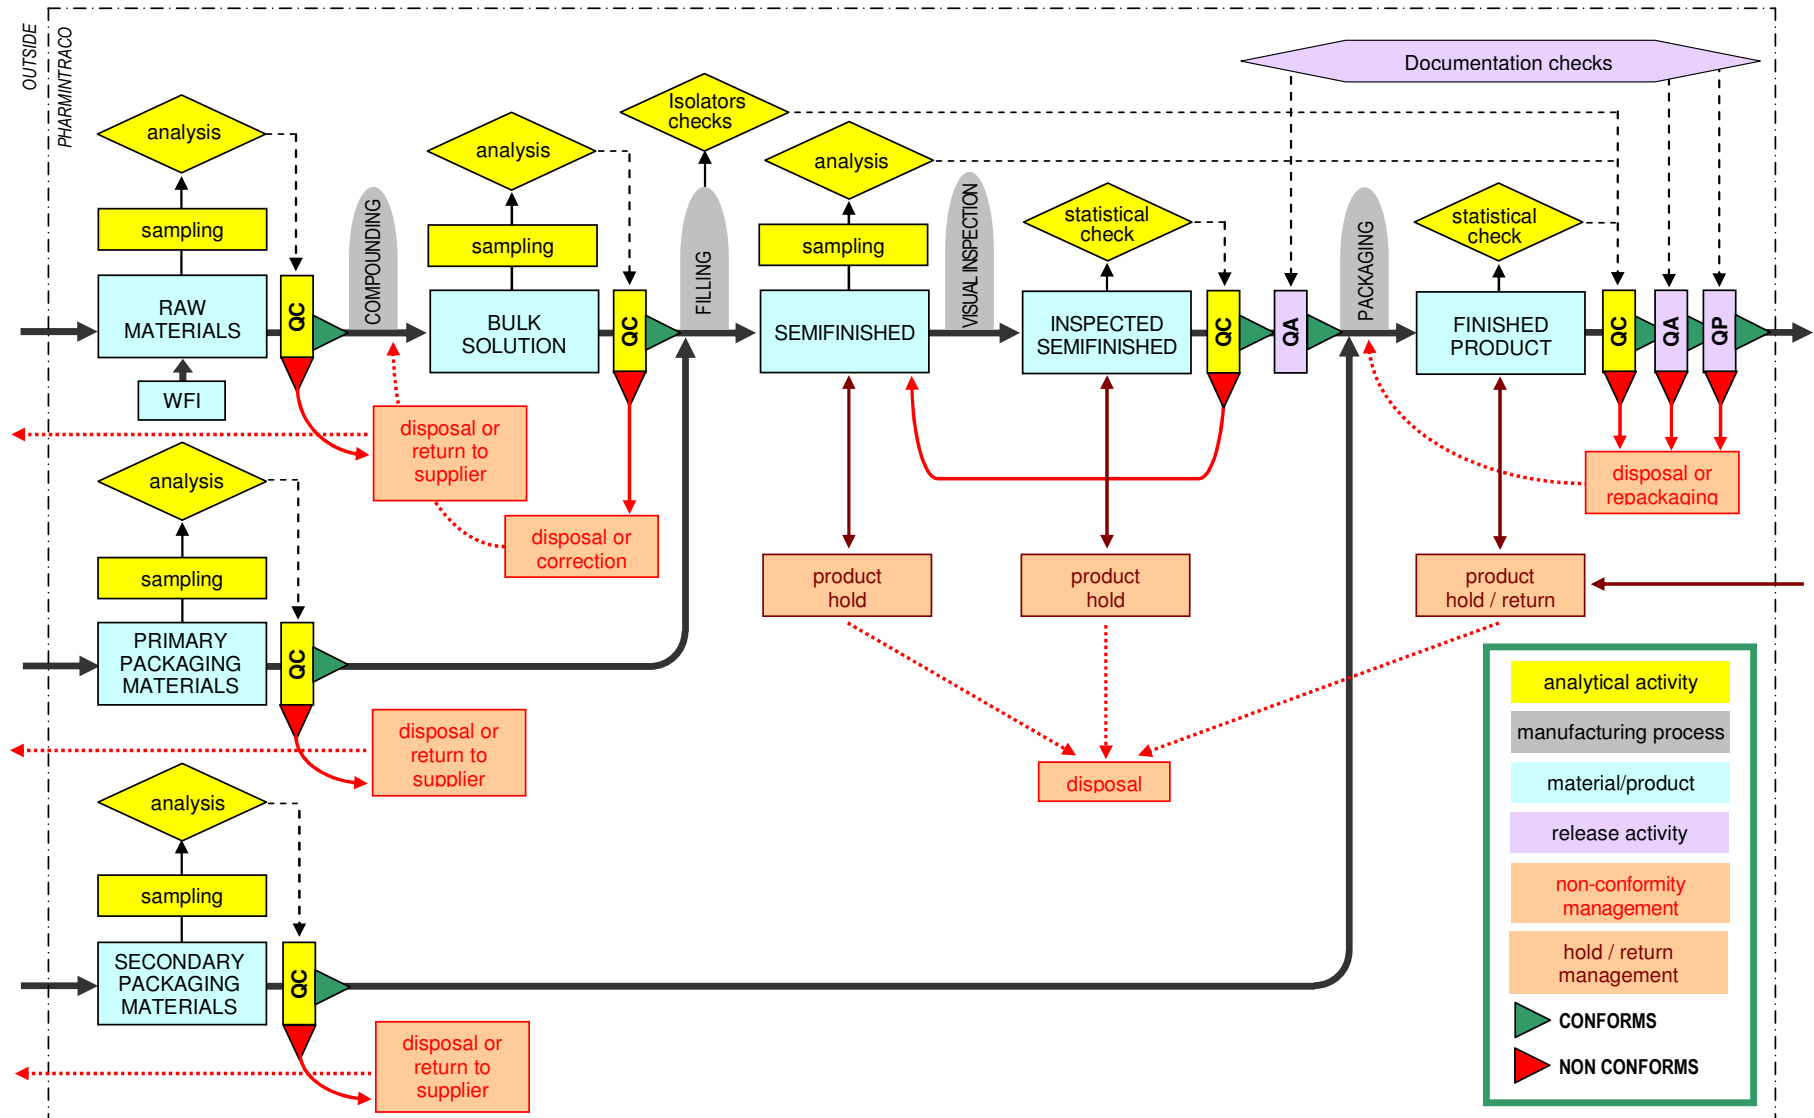 OUTSIDE
PHARMINTRACO
Documentation checks
analysis
analysis
Isolators
checks
analysis
statistical
check
statistical
check
sampling
sampling
sampling
COMPOUNDING
FILLING
VISUAL INSPECTION
PACKAGING
RAW
MATERIALS
QC
BULK
SOLUTION
QC
SEMIFINISHED
INSPECTED
SEMIFINISHED
QC
QA
FINISHED
PRODUCT
QC
QA
QP
WFI
disposal or
return to
supplier
disposal or
correction
disposal or
repackaging
analysis
sampling
PRIMARY
PACKAGING
MATERIALS
QC
disposal or
return to
supplier
product
hold
product
hold
product
hold / return
disposal
analysis
sampling
SECONDARY
PACKAGING
MATERIALS
QC
disposal or
return to
supplier
analytical activity
manufacturing process
material/product
release activity
non-conformity
management
hold / return
management
CONFORMS
NON CONFORMS